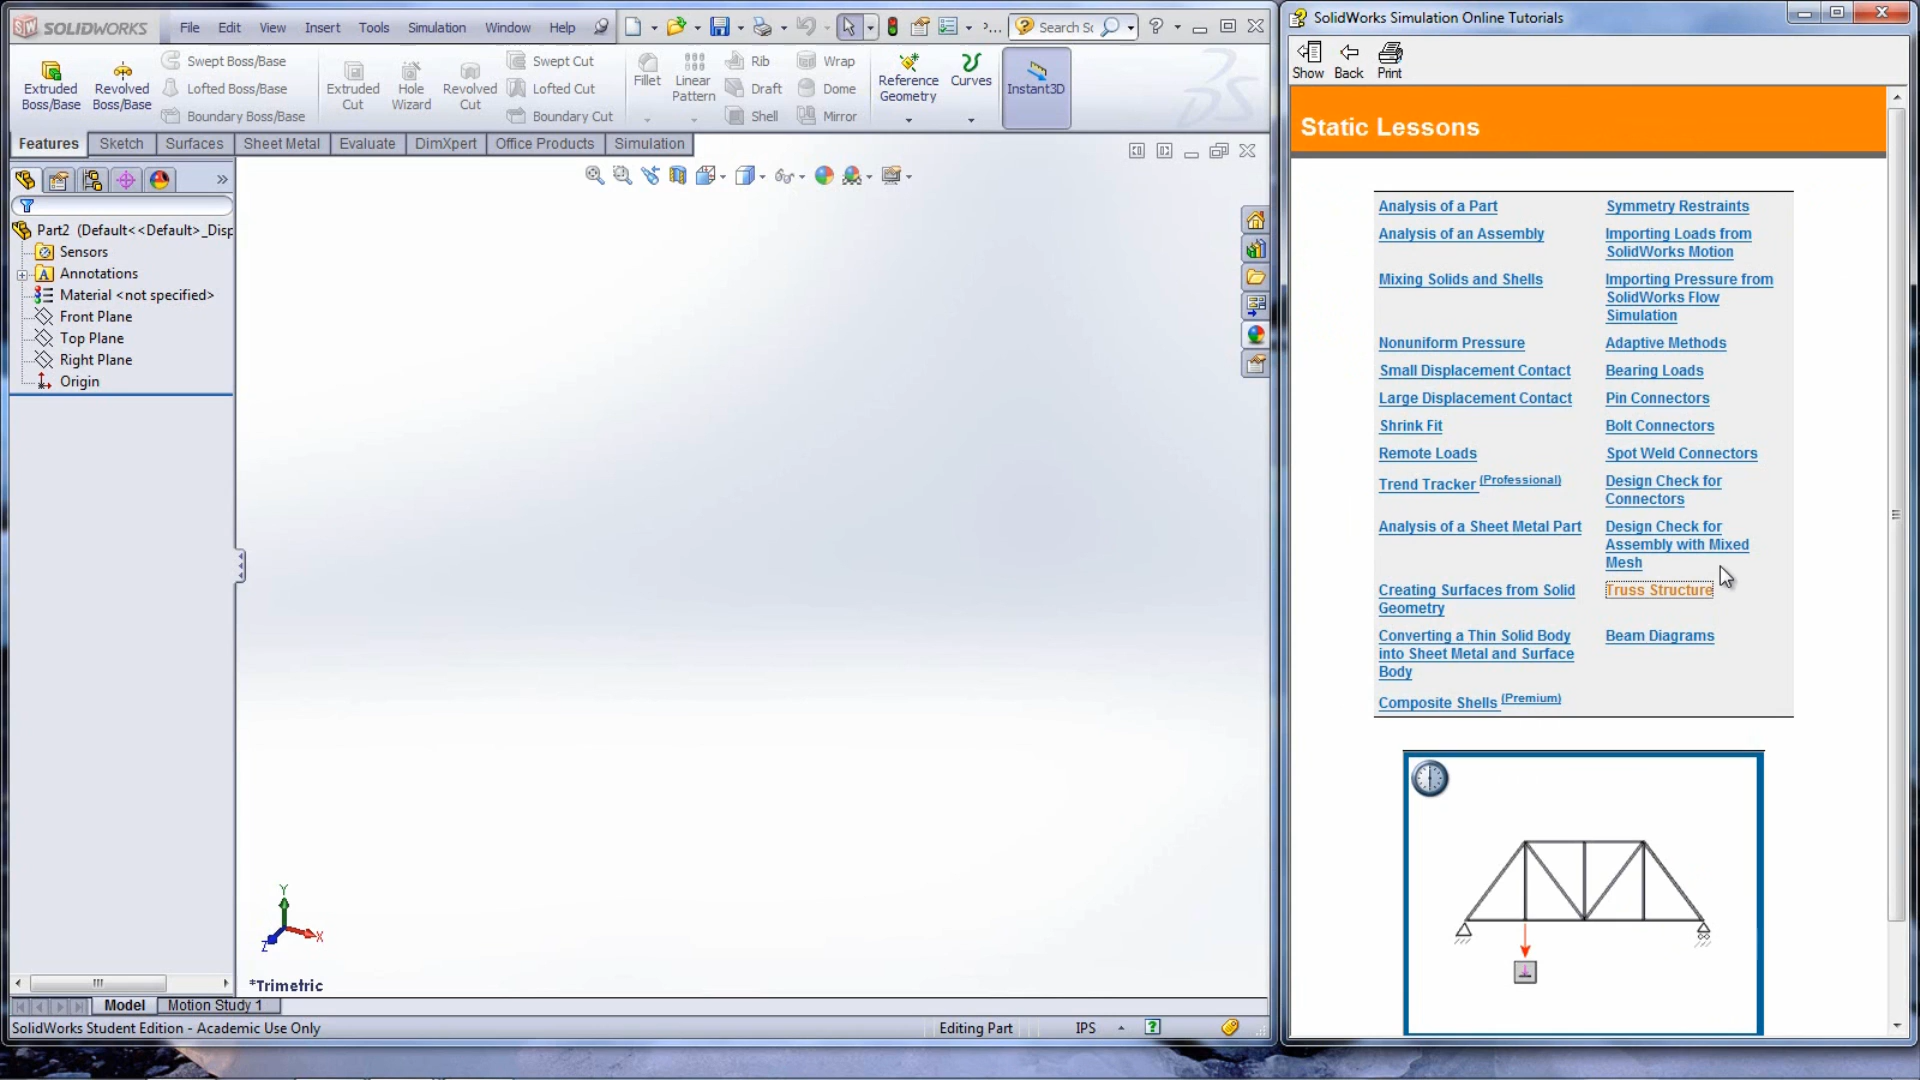 SOLIDWORKS
File Edit View Insert Tools Simulation Window Help
Extruded Boss/Base
Revolved Boss/Base
Swept Boss/Base
Lofted Boss/Base
Boundary Boss/Base
Extruded Cut
Hole Wizard
Revolved Cut
Swept Cut
Lofted Cut
Boundary Cut
Fillet
Linear Pattern
Rib
Draft
Shell
Wrap
Dome
Mirror
Reference Geometry
Curves
Instant3D
Features Sketch Surfaces Sheet Metal Evaluate DimXpert Office Products Simulation
Part2 (Default<<Default>_Disp
Sensors
Annotations
Material <not specified>
Front Plane
Top Plane
Right Plane
Origin
Y
X
Z
*Trimetric
Model Motion Study 1
SolidWorks Student Edition - Academic Use Only
Editing Part
IPS
SolidWorks Simulation Online Tutorials
Show Back Print
Static Lessons
Analysis of a Part
Analysis of an Assembly
Mixing Solids and Shells
Nonuniform Pressure
Small Displacement Contact
Large Displacement Contact
Shrink Fit
Remote Loads
Trend Tracker (Professional)
Analysis of a Sheet Metal Part
Creating Surfaces from Solid
Geometry
Converting a Thin Solid Body
into Sheet Metal and Surface
Body
Composite Shells (Premium)
Symmetry Restraints
Importing Loads from
SolidWorks Motion
Importing Pressure from
SolidWorks Flow
Simulation
Adaptive Methods
Bearing Loads
Pin Connectors
Bolt Connectors
Spot Weld Connectors
Design Check for
Connectors
Design Check for
Assembly with Mixed
Mesh
Truss Structure
Beam Diagrams